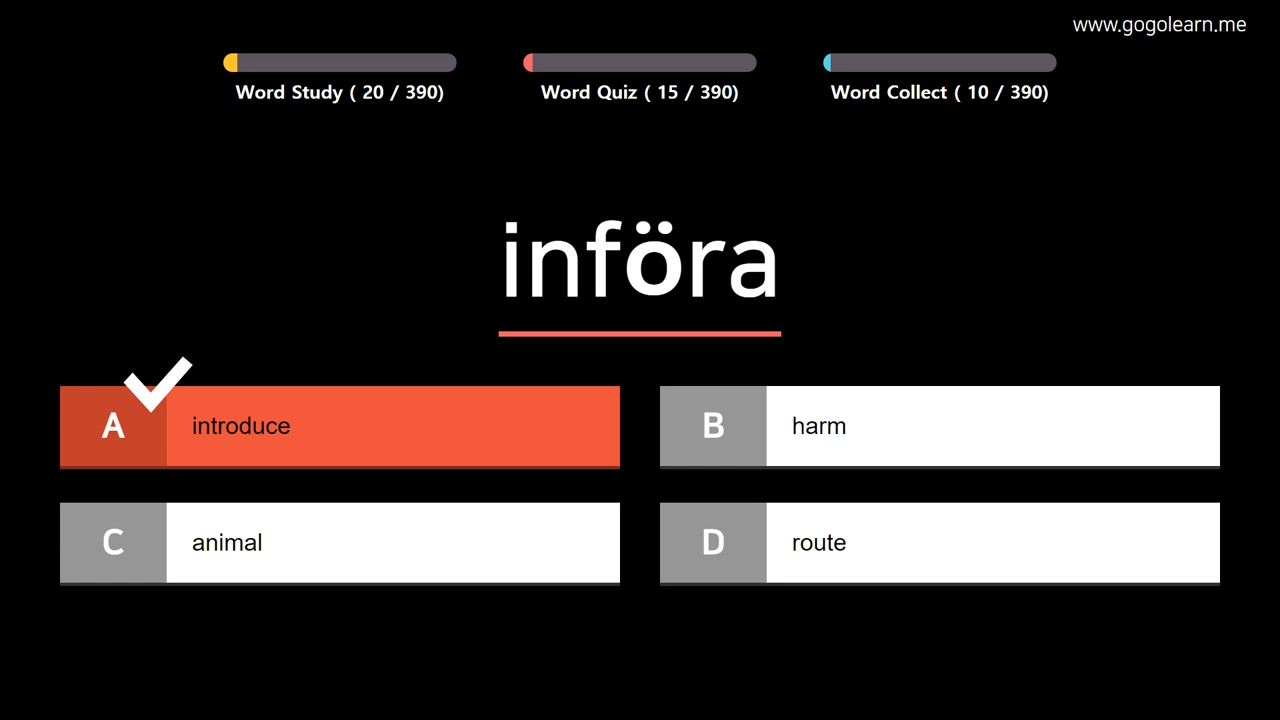 www.gogolearn.me
Word Study ( 20 / 390)
Word Quiz ( 15 / 390)
Word Collect ( 10 / 390)
införa
A introduce
B harm
C animal
D route